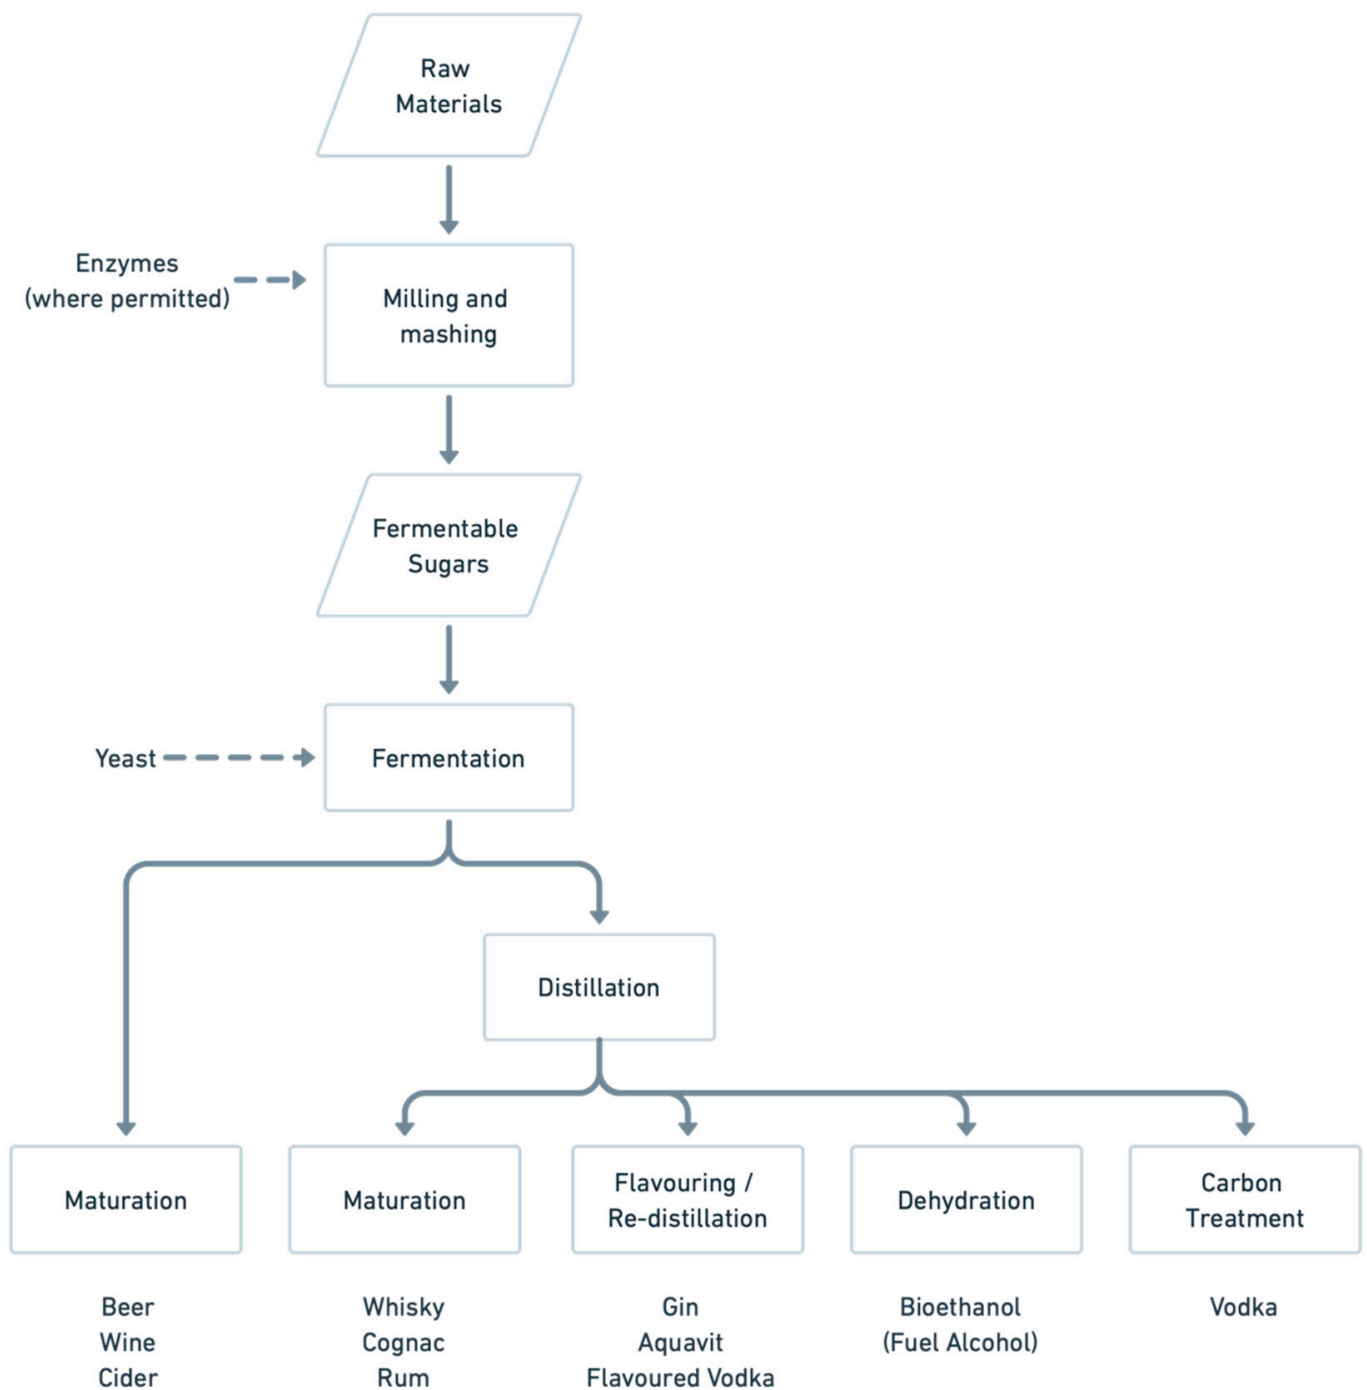 Raw
Materials
Enzymes
(where permitted)
Milling and
mashing
Fermentable
Sugars
Yeast
Fermentation
Distillation
Maturation
Maturation
Flavouring /
Re-distillation
Dehydration
Carbon
Treatment
Beer
Wine
Cider
Whisky
Cognac
Rum
Gin
Aquavit
Flavoured Vodka
Bioethanol
(Fuel Alcohol)
Vodka